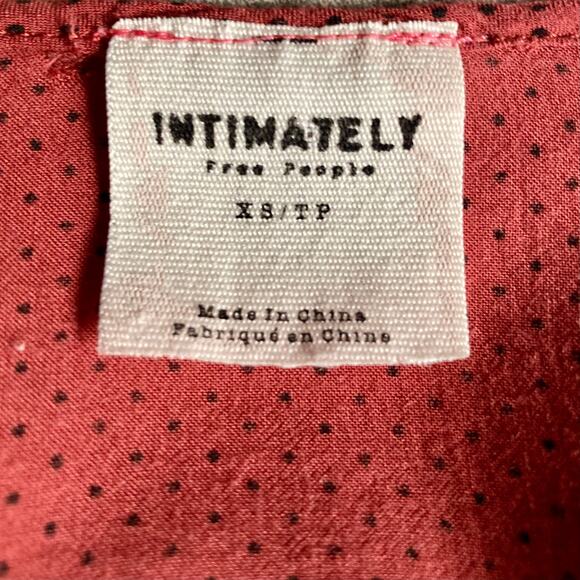 INTIMATELY
Free People
XS/TP
Made In China
Fabriqué en Chine